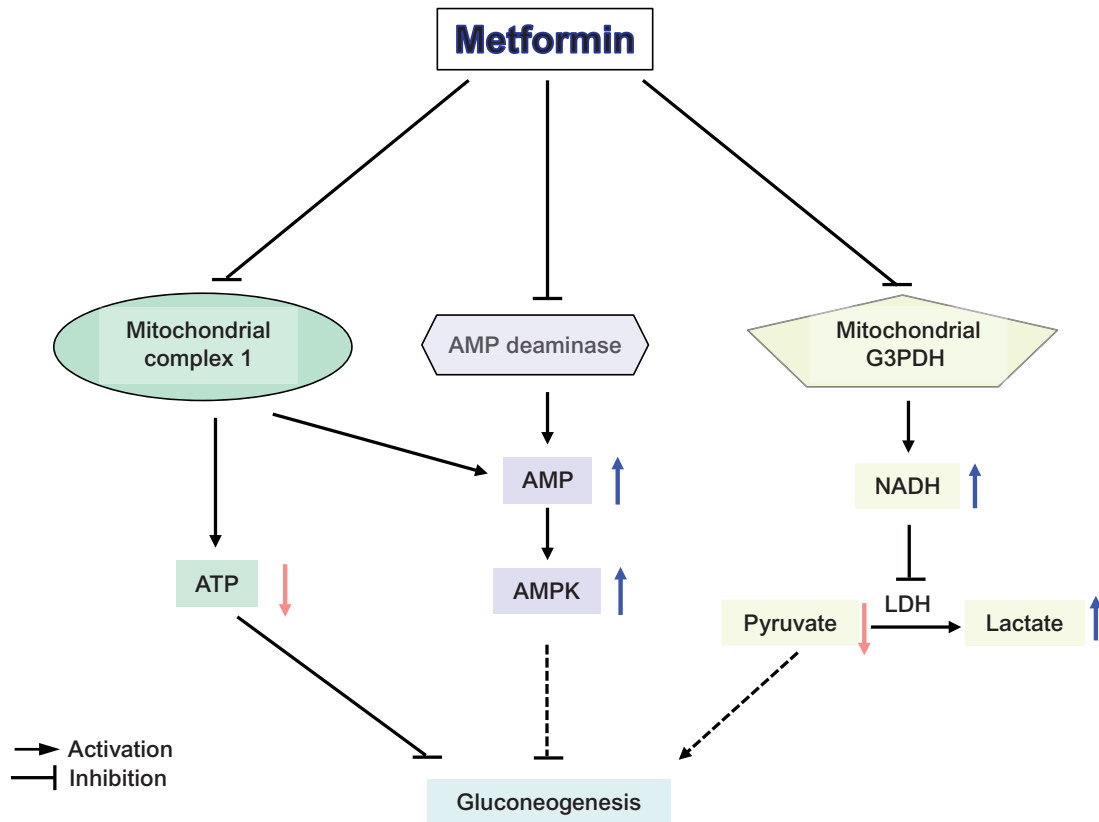 Metformin
Mitochondrial
complex 1
AMP deaminase
Mitochondrial
G3PDH
AMP
NADH
ATP
AMPK
LDH
Pyruvate
Lactate
Activation
Inhibition
Gluconeogenesis